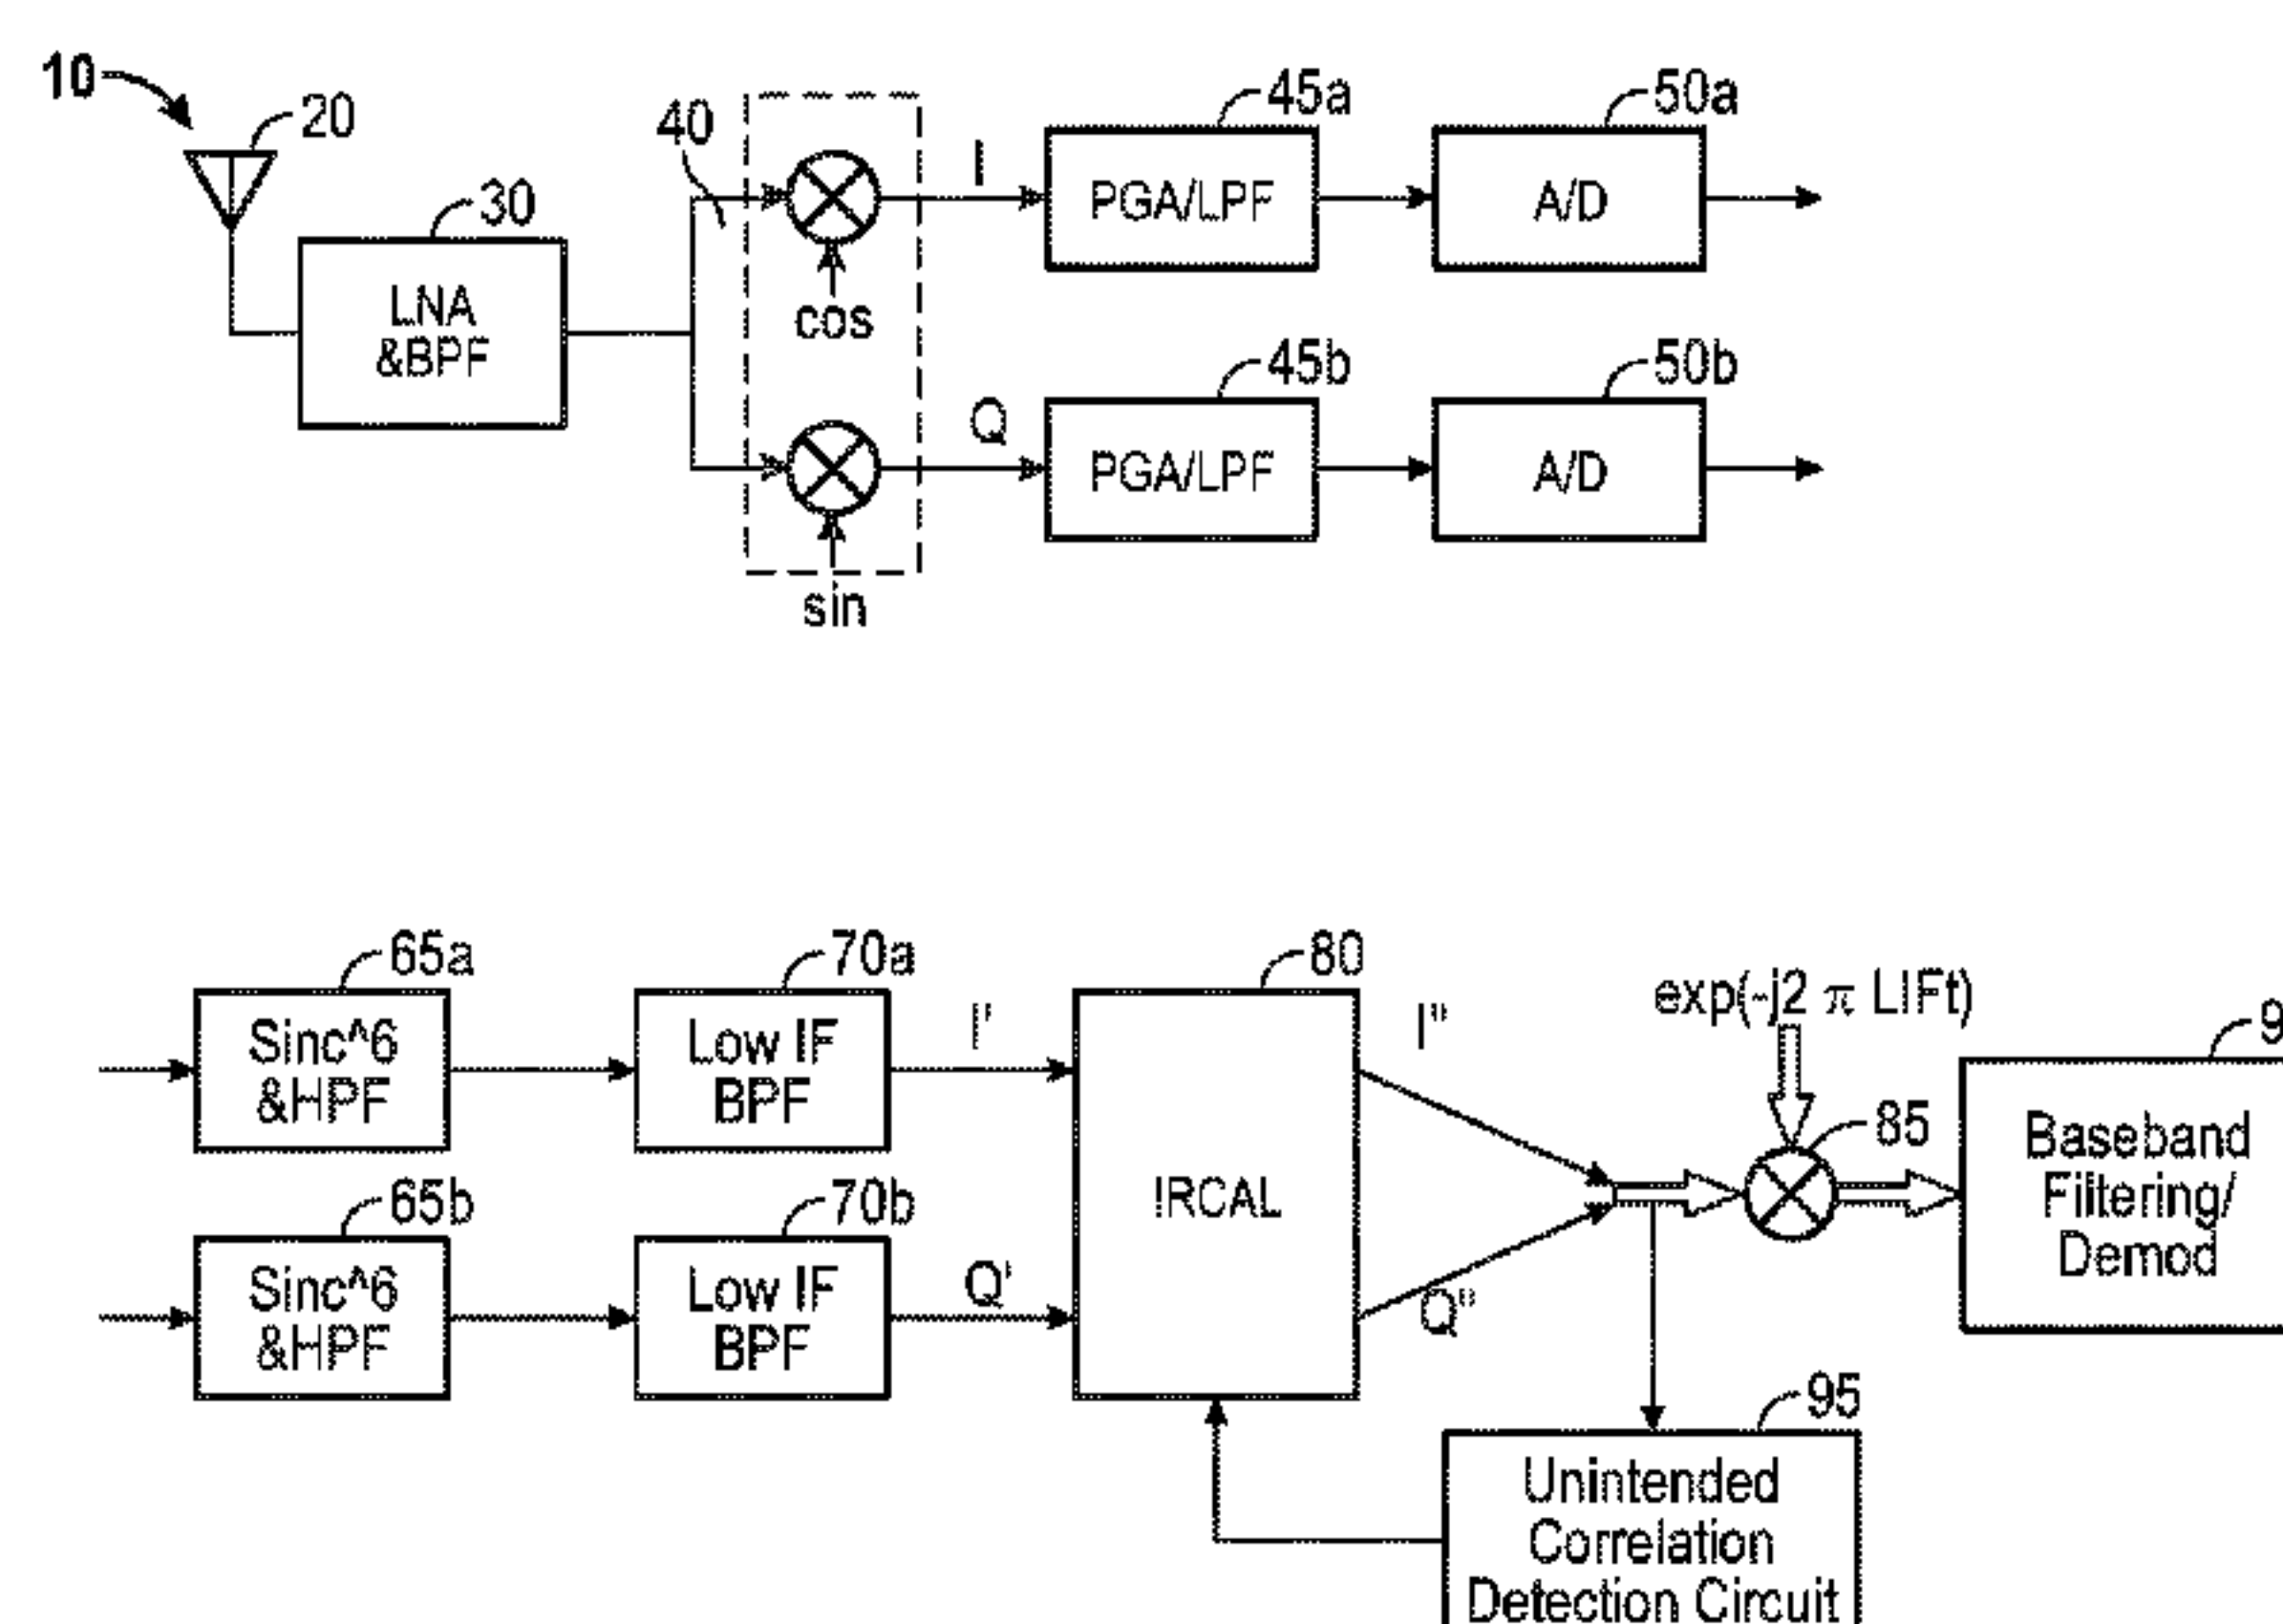 10
20
30
LNA
&BPF
40
cos
sin
I
Q
45a
PGA/LPF
50a
A/D
45b
PGA/LPF
50b
A/D
65a
Sinc^6
&HPF
70a
Low IF
BPF
I'
80
IRCAL
I"
exp(-j2 π LIFt)
85
Baseband
Filtering/
Demod
65b
Sinc^6
&HPF
70b
Low IF
BPF
Q'
Q"
95
Unintended
Correlation
Detection Circuit